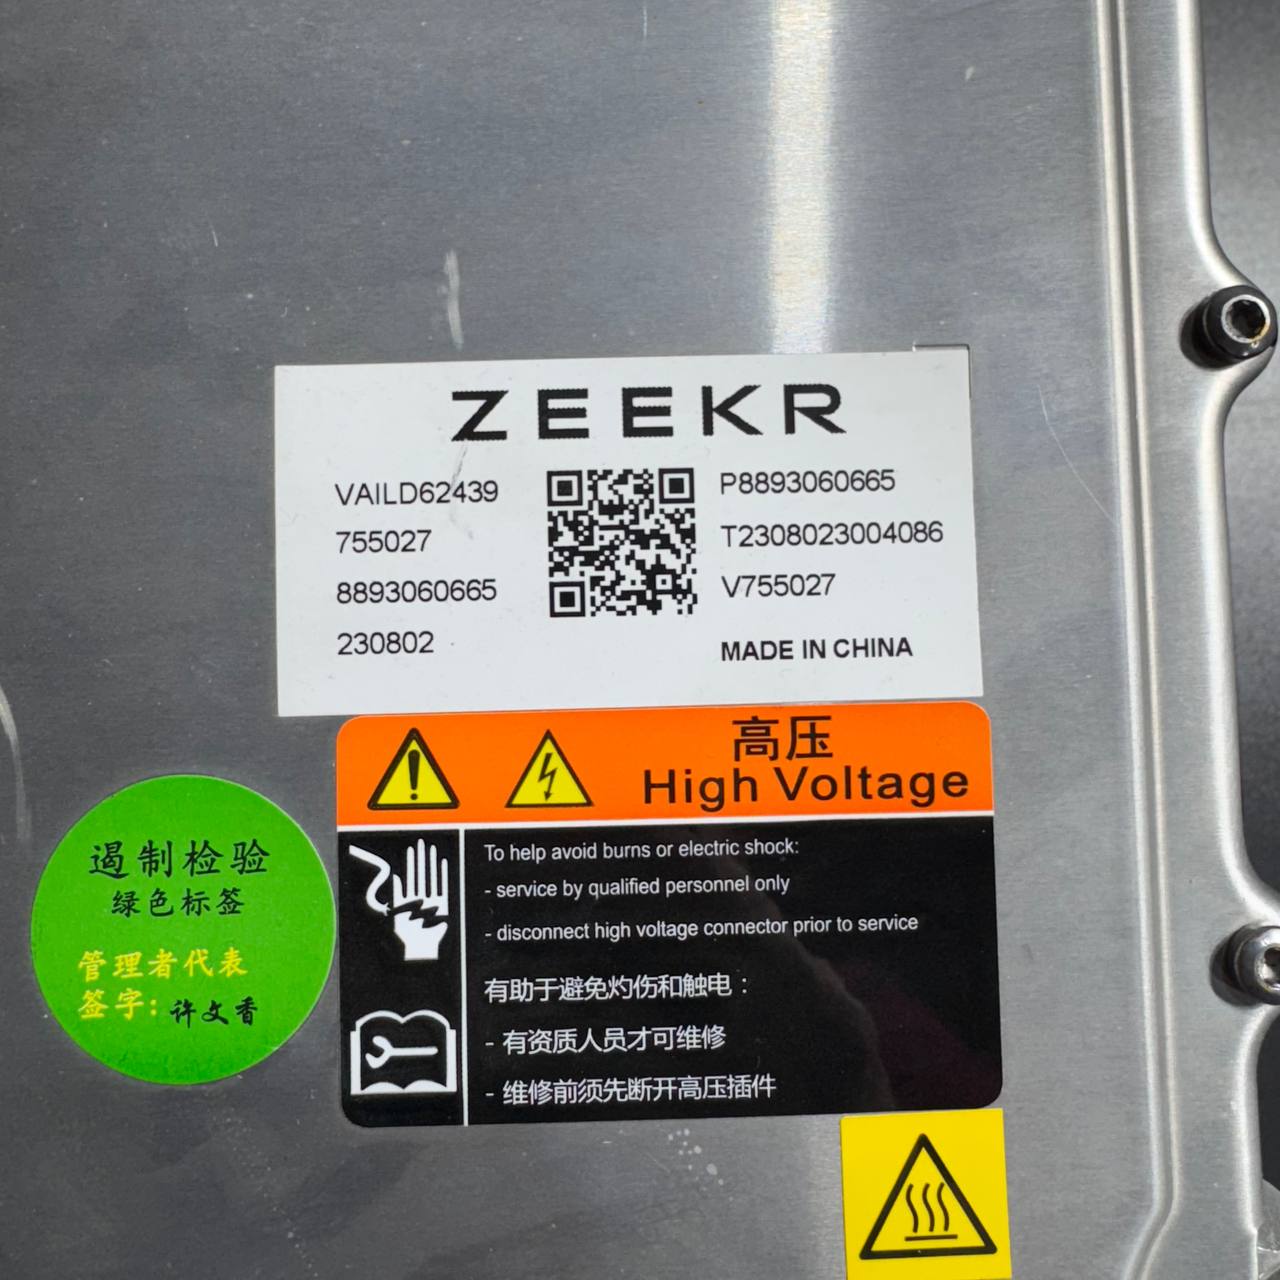 ZEEKR
VAILD62439
755027
8893060665
230802
P8893060665
T2308023004086
V755027
MADE IN CHINA
高压
High Voltage
To help avoid burns or electric shock:
- service by qualified personnel only
- disconnect high voltage connector prior to service
有助于避免灼伤和触电：
- 有资质人员才可维修
- 维修前须先断开高压插件
遏制检验
绿色标签
管理者代表
签字: 许文香